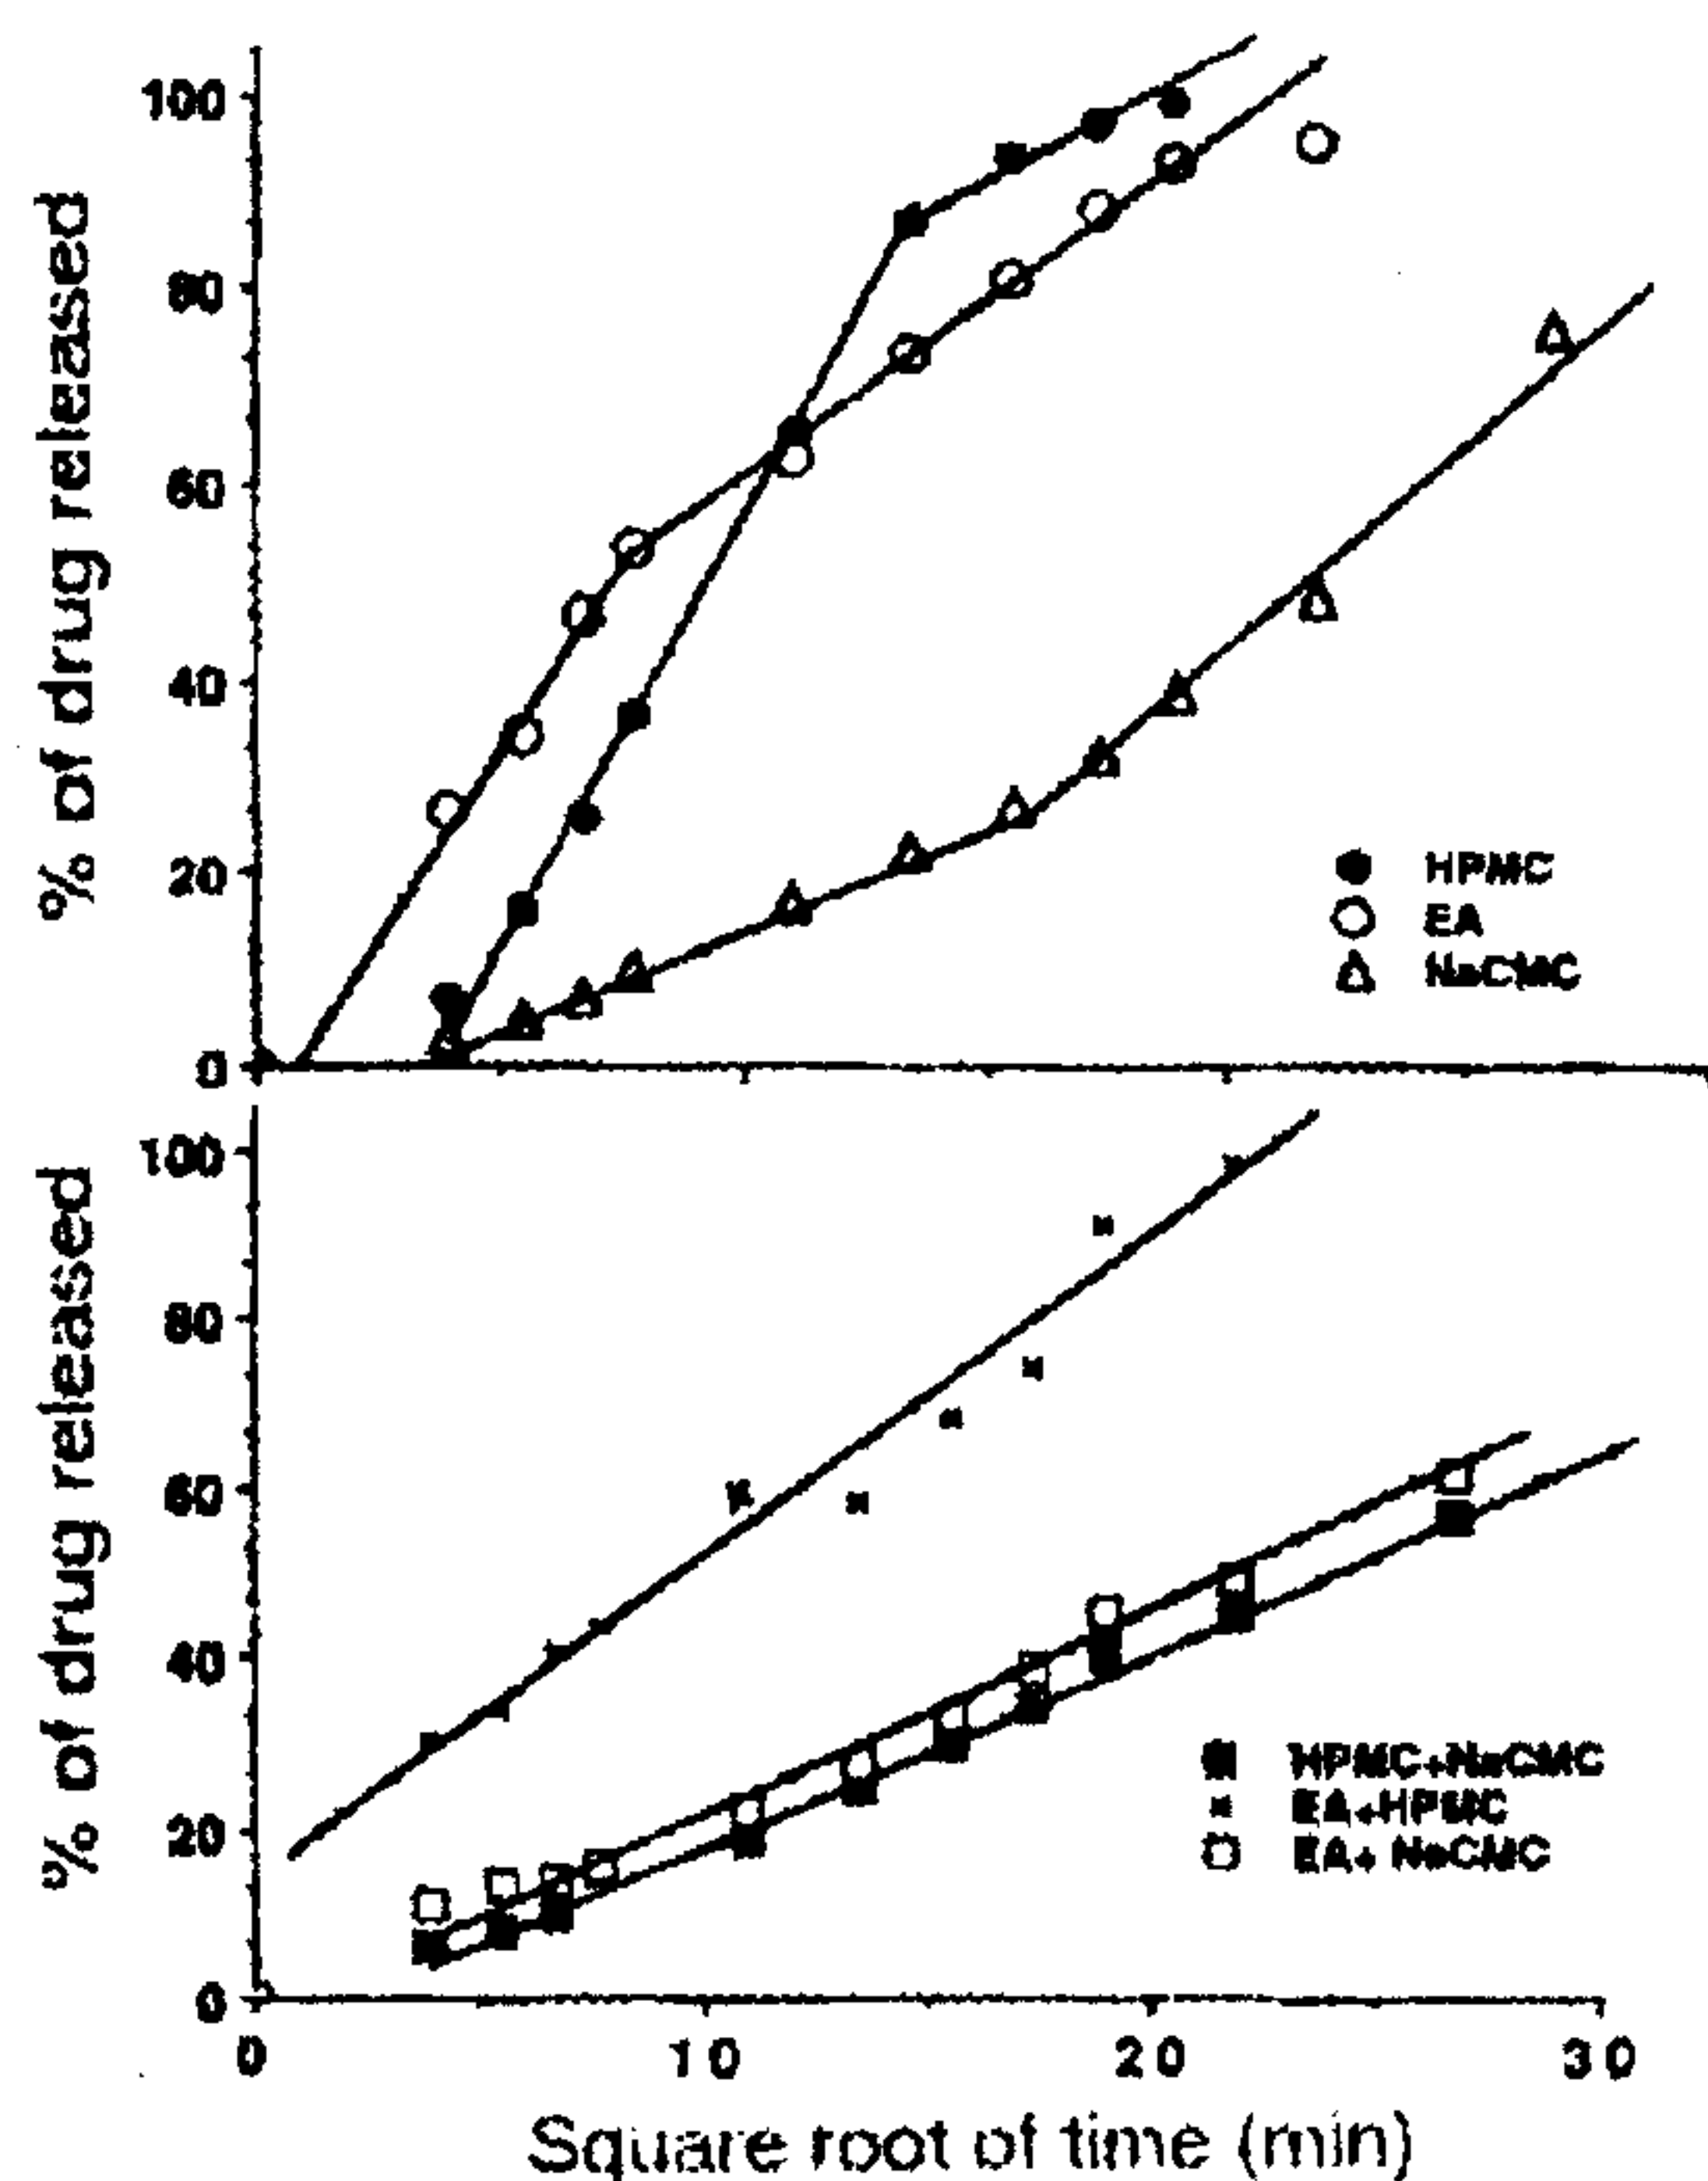 % of drug released
100
80
60
40
20
0
HPMC
EA
NaCMC
% of drug released
100
80
60
40
20
0
HPMC+NaCMC
EA+HPMC
EA+ NaCMC
0 10 20 30
Square root of time (min)